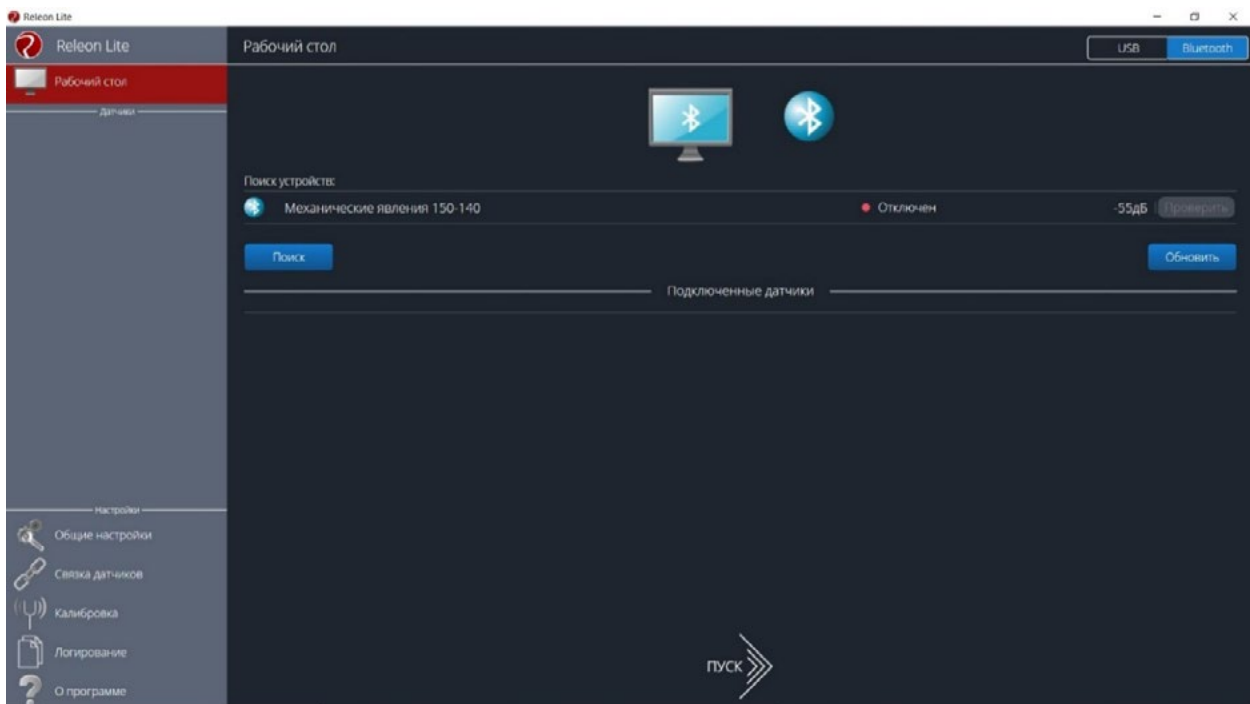 Releon Lite
Releon Lite
Рабочий стол
USB
Bluetooth
Рабочий стол
Датчики
Поиск устройств:
Механические явления 150-140
Отключен
-55дБ
Проверить
Поиск
Обновить
Подключенные датчики
Настройки
Общие настройки
Связка датчиков
Калибровка
Логирование
О программе
ПУСК